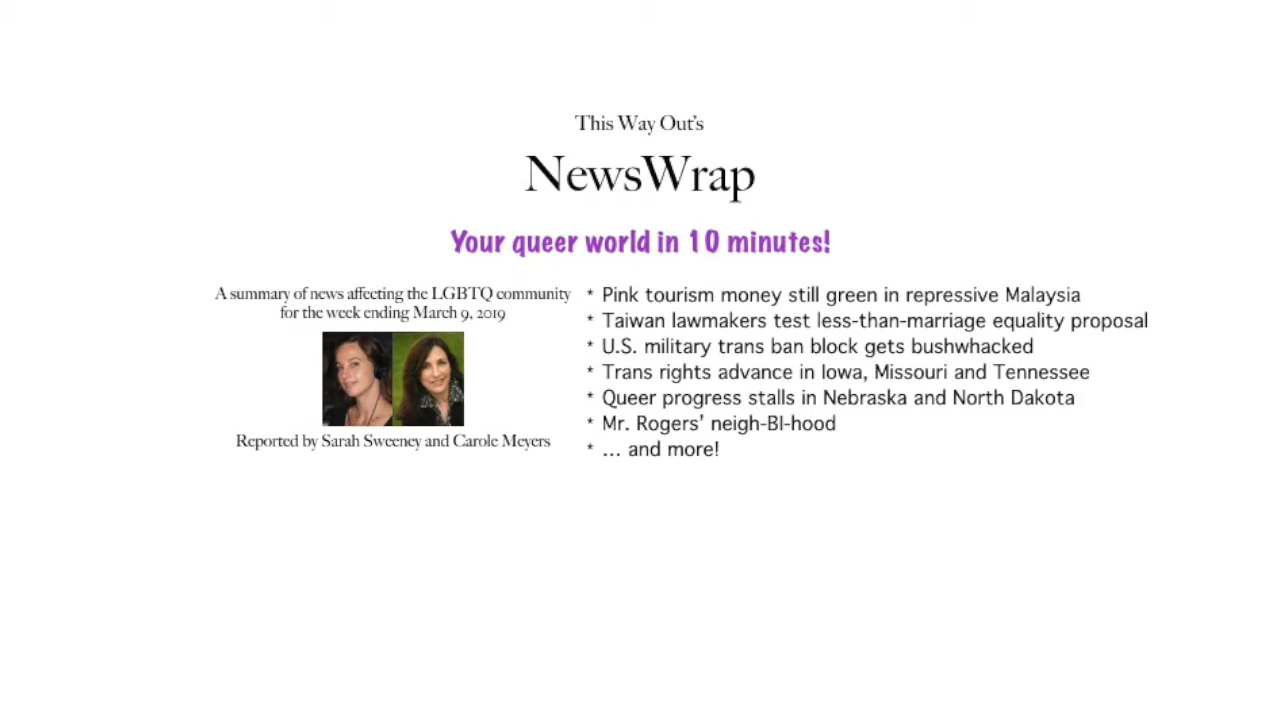 This Way Out's
NewsWrap
Your queer world in 10 minutes!
A summary of news affecting the LGBTQ community
for the week ending March 9, 2019
Reported by Sarah Sweeney and Carole Meyers
* Pink tourism money still green in repressive Malaysia
* Taiwan lawmakers test less-than-marriage equality proposal
* U.S. military trans ban block gets bushwhacked
* Trans rights advance in Iowa, Missouri and Tennessee
* Queer progress stalls in Nebraska and North Dakota
* Mr. Rogers' neigh-BI-hood
* ... and more!